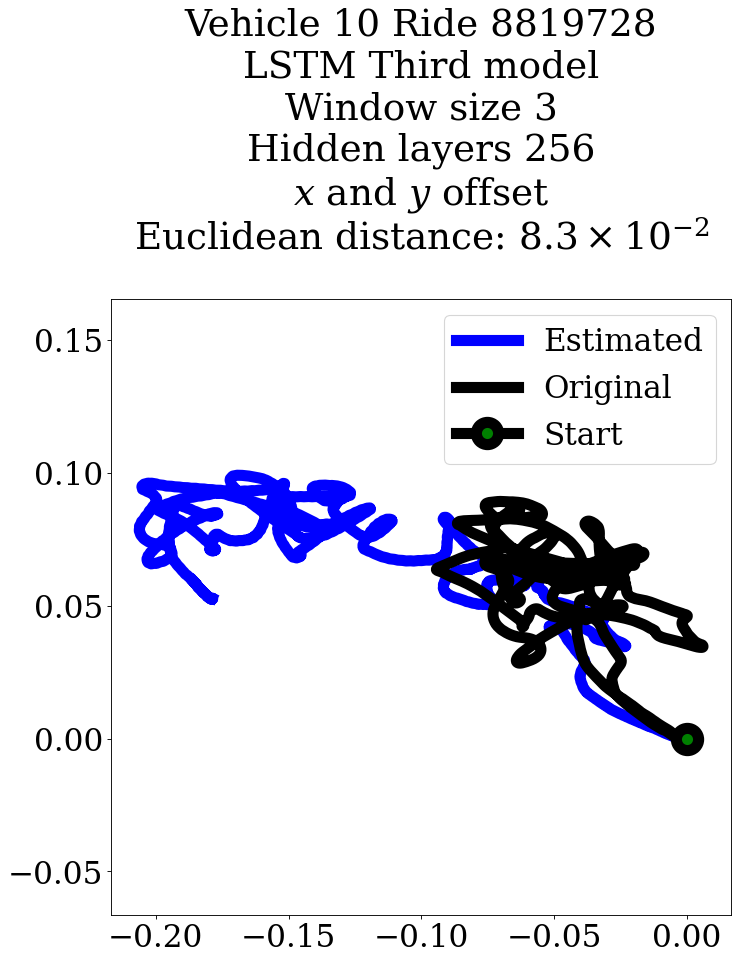 Vehicle 10 Ride 8819728
LSTM Third model
Window size 3
Hidden layers 256
x and y offset
Euclidean distance: 8.3 × 10⁻²
Estimated
Original
Start
0.15
0.10
0.05
0.00
−0.05
−0.20 −0.15 −0.10 −0.05 0.00